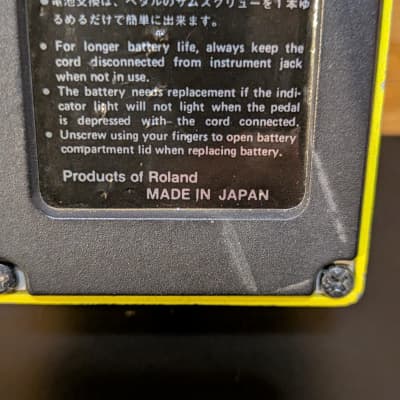 ●電池交換は、ペダルのサムスクリューを1本ゆ
るめるだけで簡単に出来ます。
● For longer battery life, always keep the
cord disconnected from instrument jack
when not in use.
● The battery needs replacement if the indi-
cator light will not light when the pedal
is depressed with the cord connected.
● Unscrew using your fingers to open battery
compartment lid when replacing battery.
Products of Roland
MADE IN JAPAN